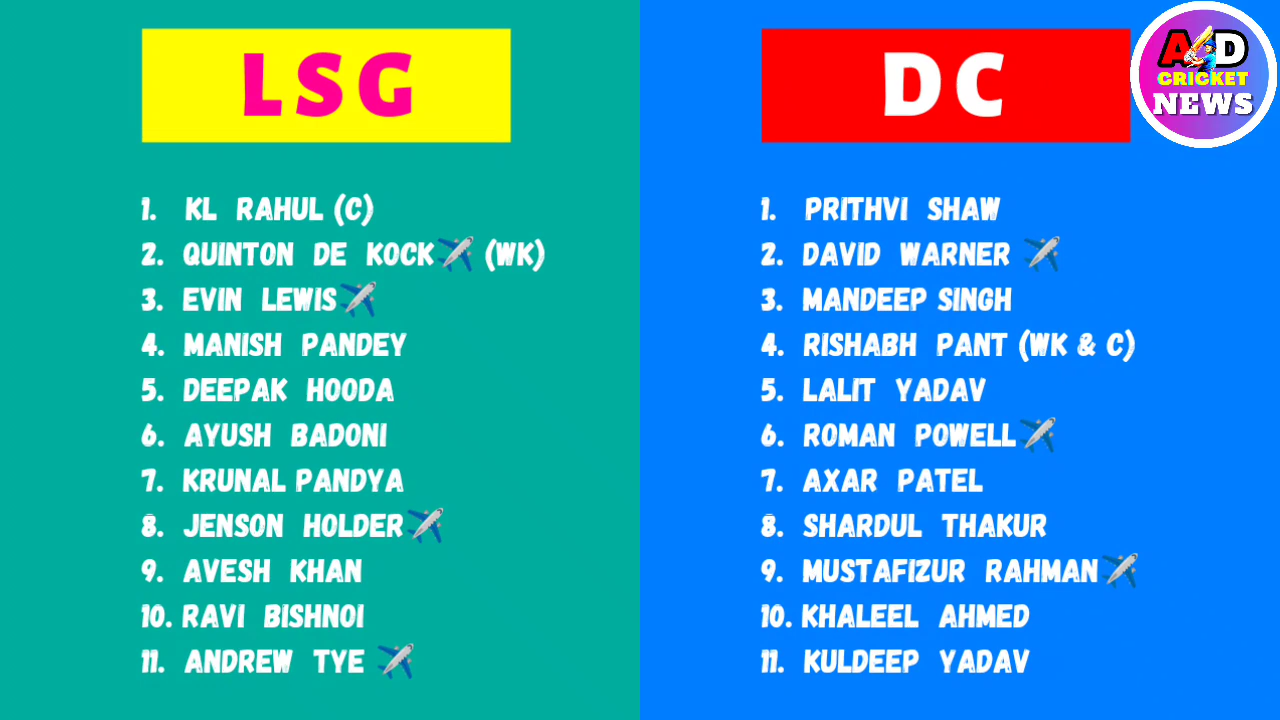 LSG
1. KL RAHUL (C)
2. QUINTON DE KOCK✈️ (WK)
3. EVIN LEWIS✈️
4. MANISH PANDEY
5. DEEPAK HOODA
6. AYUSH BADONI
7. KRUNAL PANDYA
8. JENSON HOLDER✈️
9. AVESH KHAN
10. RAVI BISHNOI
11. ANDREW TYE ✈️
DC
1. PRITHVI SHAW
2. DAVID WARNER ✈️
3. MANDEEP SINGH
4. RISHABH PANT (WK & C)
5. LALIT YADAV
6. ROMAN POWELL✈️
7. AXAR PATEL
8. SHARDUL THAKUR
9. MUSTAFIZUR RAHMAN✈️
10. KHALEEL AHMED
11. KULDEEP YADAV
A D
CRICKET
NEWS